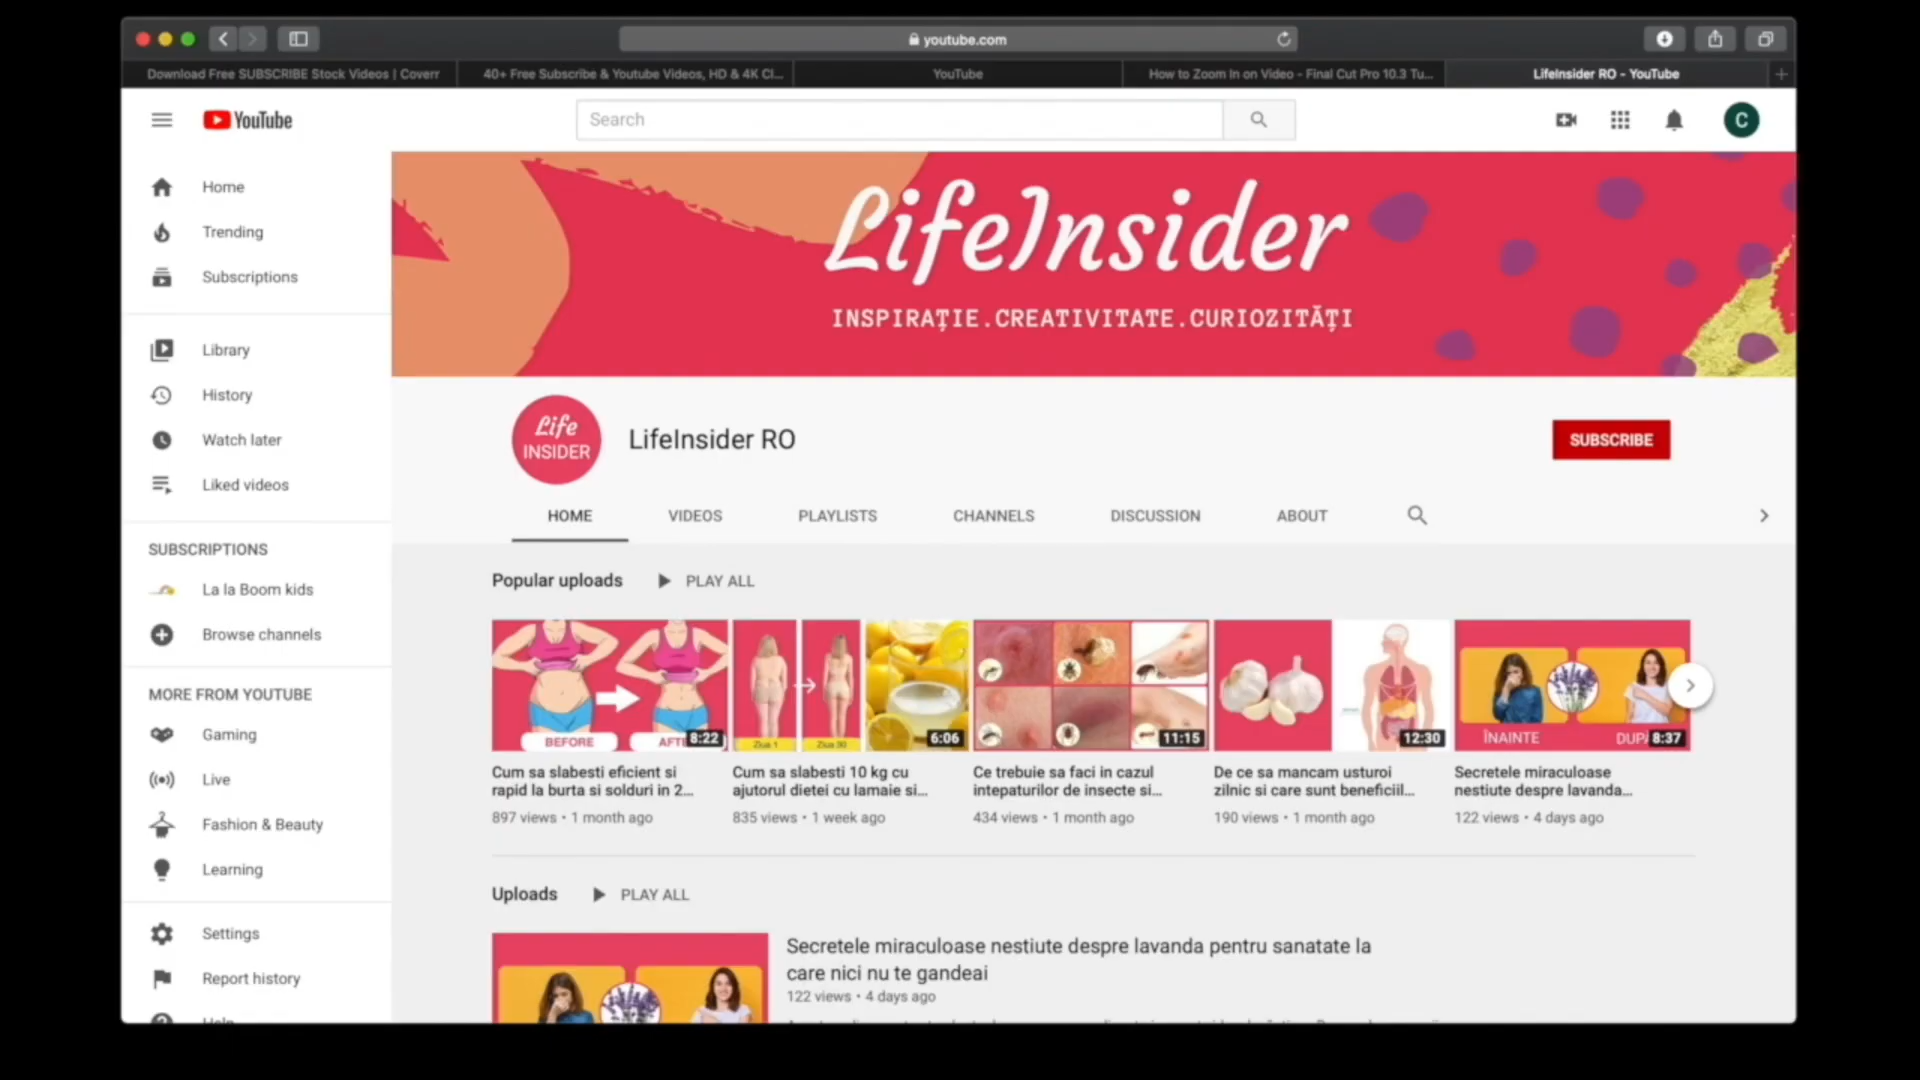 youtube.com
Download Free SUBSCRIBE Stock Videos | Coverr
40+ Free Subscribe & Youtube Videos, HD & 4K Cl...
YouTube
How to Zoom In on Video - Final Cut Pro 10.3 Tu...
LifeInsider RO - YouTube
YouTube
Search
C
Home
Trending
Subscriptions
Library
History
Watch later
Liked videos
SUBSCRIPTIONS
La la Boom kids
Browse channels
MORE FROM YOUTUBE
Gaming
Live
Fashion & Beauty
Learning
Settings
Report history
LifeInsider
INSPIRAȚIE.CREATIVITATE.CURIOZITĂȚI
Life
INSIDER
LifeInsider RO
SUBSCRIBE
HOME VIDEOS PLAYLISTS CHANNELS DISCUSSION ABOUT
Popular uploads PLAY ALL
BEFORE AFTE 8:22
Ziua 1 Ziua 30 6:06
11:15
12:30
ÎNAINTE DUPĂ 8:37
Cum sa slabesti eficient si
rapid la burta si solduri in 2...
897 views • 1 month ago
Cum sa slabesti 10 kg cu
ajutorul dietei cu lamaie si...
835 views • 1 week ago
Ce trebuie sa faci in cazul
intepaturilor de insecte si...
434 views • 1 month ago
De ce sa mancam usturoi
zilnic si care sunt beneficiil...
190 views • 1 month ago
Secretele miraculoase
nestiute despre lavanda...
122 views • 4 days ago
Uploads PLAY ALL
Secretele miraculoase nestiute despre lavanda pentru sanatate la
care nici nu te gandeai
122 views • 4 days ago